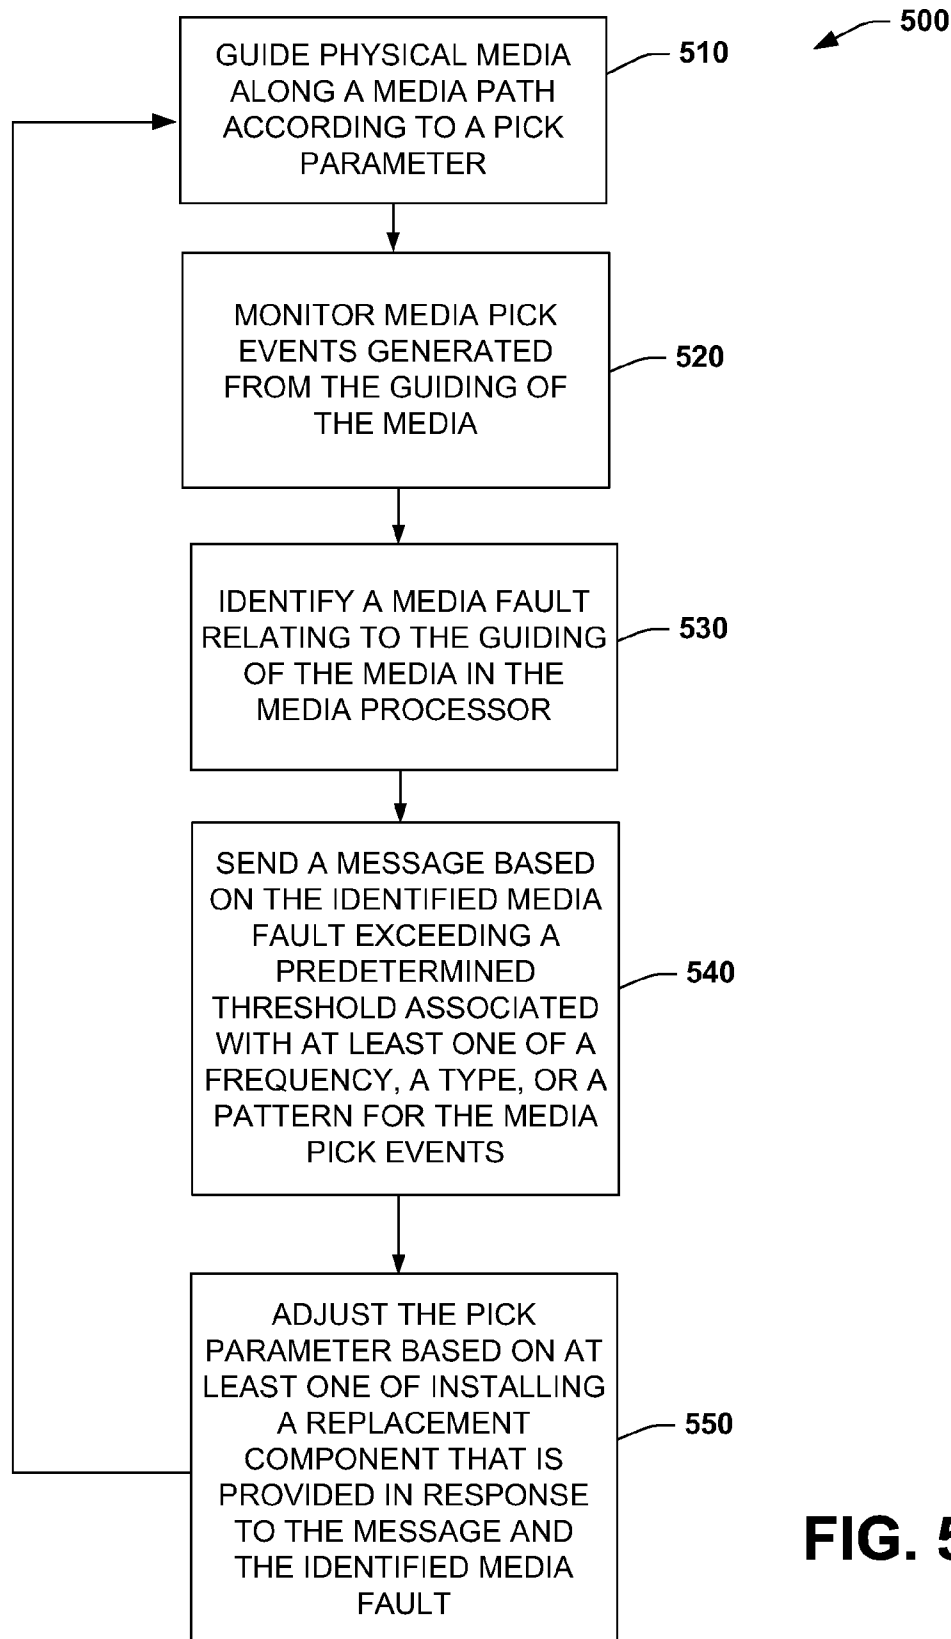 500
GUIDE PHYSICAL MEDIA
ALONG A MEDIA PATH
ACCORDING TO A PICK
PARAMETER
510
MONITOR MEDIA PICK
EVENTS GENERATED
FROM THE GUIDING OF
THE MEDIA
520
IDENTIFY A MEDIA FAULT
RELATING TO THE GUIDING
OF THE MEDIA IN THE
MEDIA PROCESSOR
530
SEND A MESSAGE BASED
ON THE IDENTIFIED MEDIA
FAULT EXCEEDING A
PREDETERMINED
THRESHOLD ASSOCIATED
WITH AT LEAST ONE OF A
FREQUENCY, A TYPE, OR A
PATTERN FOR THE MEDIA
PICK EVENTS
540
ADJUST THE PICK
PARAMETER BASED ON AT
LEAST ONE OF INSTALLING
A REPLACEMENT
COMPONENT THAT IS
PROVIDED IN RESPONSE
TO THE MESSAGE AND
THE IDENTIFIED MEDIA
FAULT
550
FIG. 5